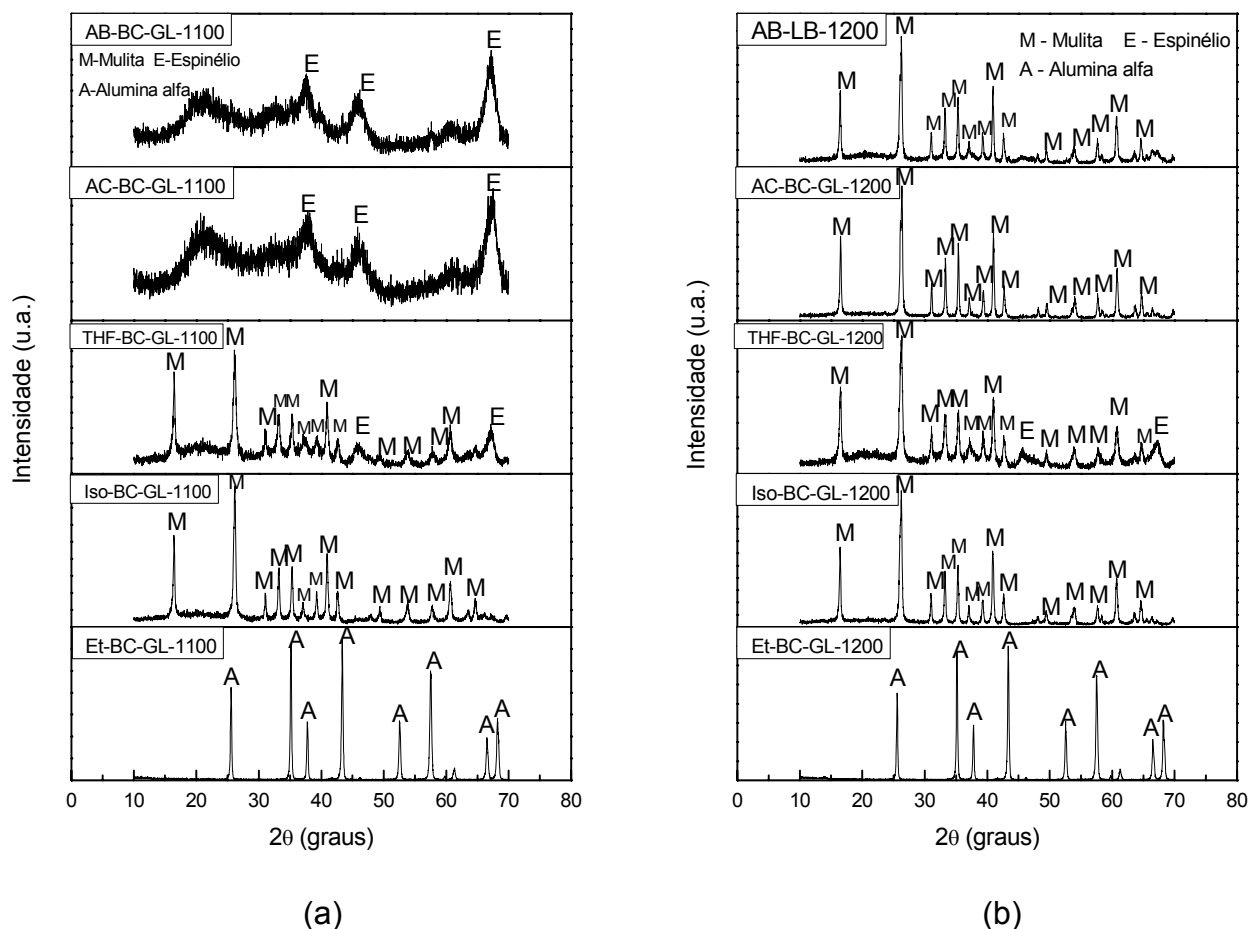 AB-BC-GL-1100
M-Mulita E-Espinélio
A-Alumina alfa
E E E
AC-BC-GL-1100
E E E
THF-BC-GL-1100
M M M M M M M M M E M M M M E
Iso-BC-GL-1100
M M M M M M M M M M M M M M
Et-BC-GL-1100
A A A A A A A A
0 10 20 30 40 50 60 70 80
2θ (graus)
Intensidade (u.a.)
(a)
AB-LB-1200
M - Mulita E - Espinélio
A - Alumina alfa
M M M M M M M M M M M M M M
AC-BC-GL-1200
M M M M M M M M M M M M M M
THF-BC-GL-1200
M M M M M M M M M E M M M M M E
Iso-BC-GL-1200
M M M M M M M M M M M M M M
Et-BC-GL-1200
A A A A A A A A
0 10 20 30 40 50 60 70 80
2θ (graus)
Intensidade (u.a.)
(b)